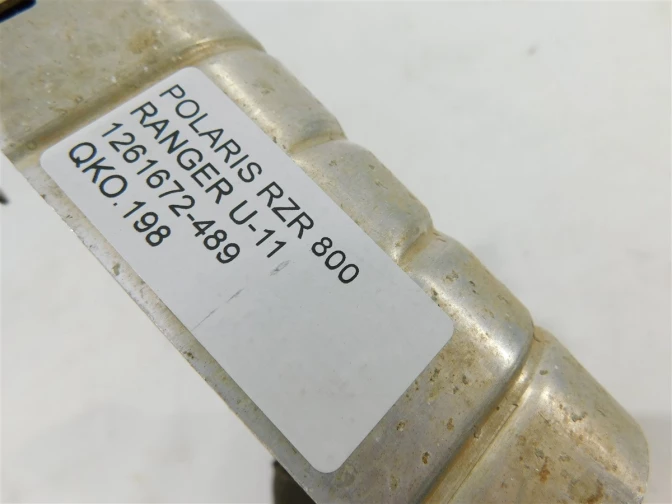 POLARIS RZR 800
RANGER U-11
1261672-489
QKO.198